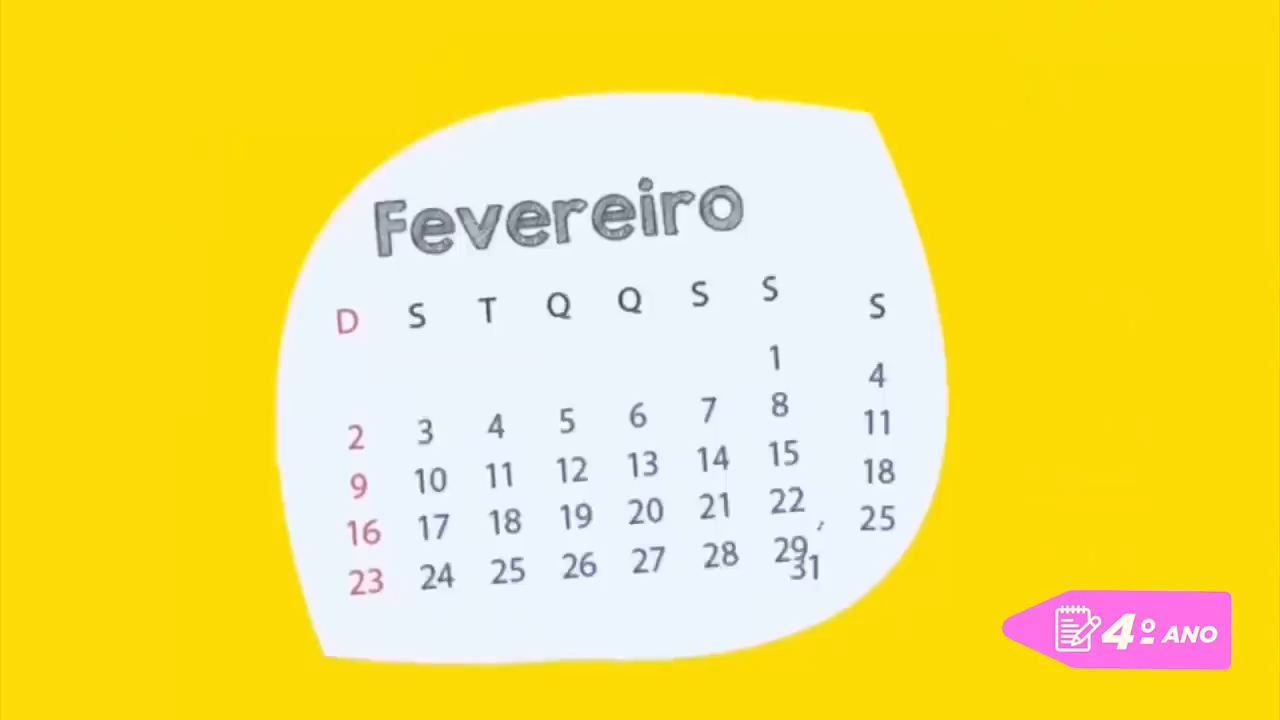 Fevereiro
D S T Q Q S S S
1 4
2 3 4 5 6 7 8 11
9 10 11 12 13 14 15 18
16 17 18 19 20 21 22 25
23 24 25 26 27 28 29 31
4º ANO